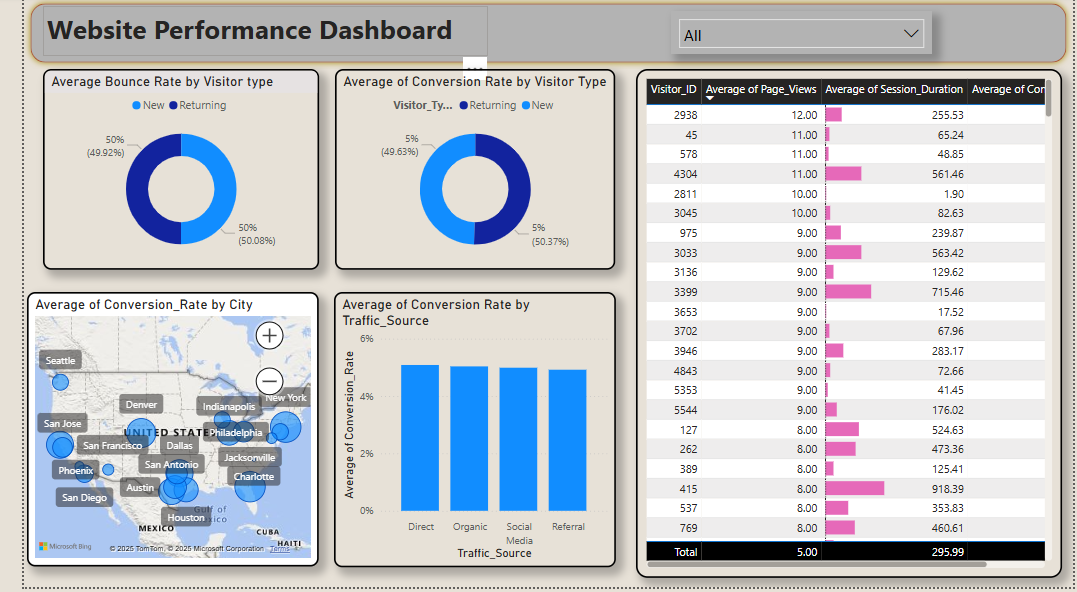 Website Performance Dashboard
All
Average Bounce Rate by Visitor type
New Returning
50%
(49.92%)
50%
(50.08%)
Average of Conversion Rate by Visitor Type
Visitor_Ty... Returning New
5%
(49.63%)
5%
(50.37%)
Average of Conversion_Rate by City
Seattle
Denver
Indianapolis
New York
San Jose
UNITED STATE
Philadelphia
San Francisco
Dallas
Jacksonville
San Antonio
Phoenix
Charlotte
Austin
San Diego
Gulf of
Houston
MEXICO
CUBA
HAITI
Microsoft Bing
© 2025 TomTom, © 2025 Microsoft Corporation Terms
Average of Conversion Rate by
Traffic_Source
Average of Conversion_Rate
6%
4%
2%
0%
Direct Organic Social Media Referral
Traffic_Source
Visitor_ID Average of Page_Views Average of Session_Duration Average of Con
2938 12.00 255.53
45 11.00 65.24
578 11.00 48.85
4304 11.00 561.46
2811 10.00 1.90
3045 10.00 82.63
975 9.00 239.87
3033 9.00 563.42
3136 9.00 129.62
3399 9.00 715.46
3653 9.00 17.52
3702 9.00 67.96
3946 9.00 283.17
4843 9.00 72.66
5353 9.00 41.45
5544 9.00 176.02
127 8.00 524.63
262 8.00 473.36
389 8.00 125.41
415 8.00 918.39
537 8.00 353.83
769 8.00 460.61
Total 5.00 295.99